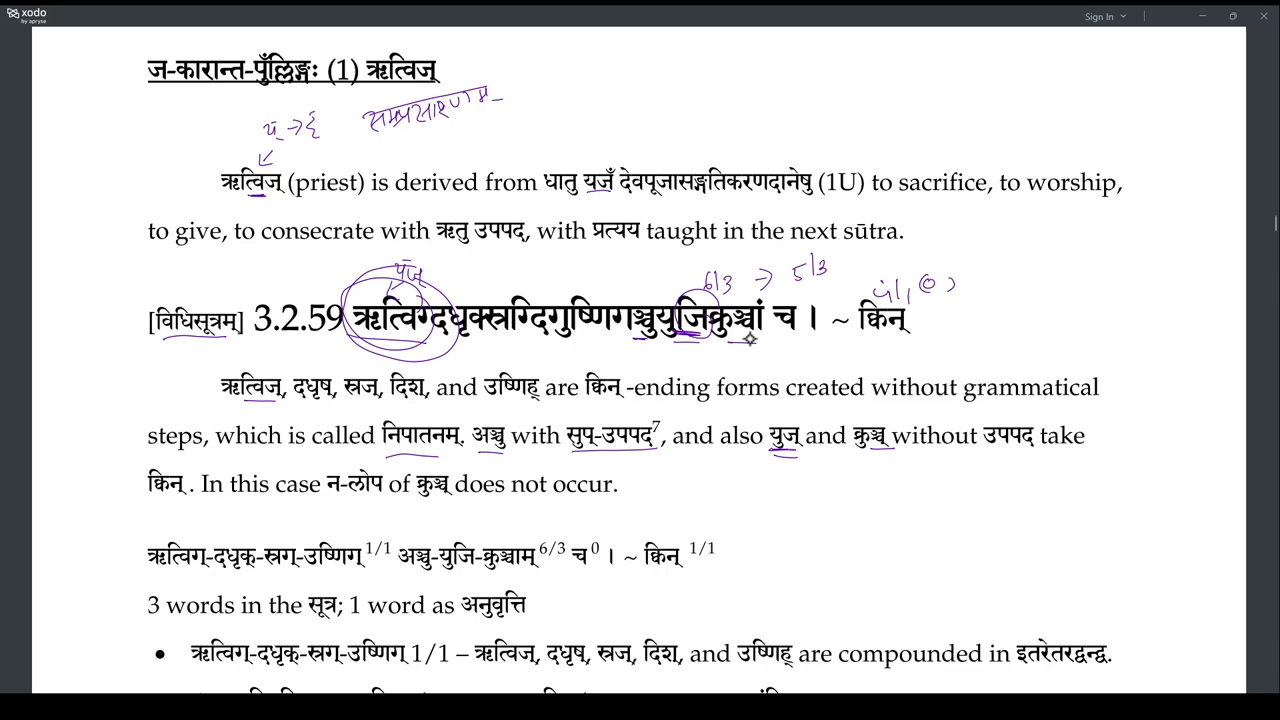 xodo
by apryse
Sign In
ज-कारान्त-पुँल्लिङ्गः (1) ऋत्विज्
य् -> इ सम्प्रसारणम्
ऋत्विज् (priest) is derived from धातु यजँ देवपूजासङ्गतिकरणदानेषु (1U) to sacrifice, to worship,
to give, to consecrate with ऋतु उपपद, with प्रत्यय taught in the next sūtra.
6/3 -> 5/3
[विधिसूत्रम्] 3.2.59 ऋत्विग्दधृक्स्रग्दिगुष्णिगञ्चुयुजिक्रुञ्चां च । ~ क्विन्
ऋत्विज्, दधृष्, स्रज्, दिश्, and उष्णिह् are क्विन् -ending forms created without grammatical
steps, which is called निपातनम्. अञ्चु with सुप्-उपपद⁷, and also युज् and क्रुञ्च् without उपपद take
क्विन् . In this case न-लोप of क्रुञ्च् does not occur.
ऋत्विग्-दधृक्-स्रग्-उष्णिग् 1/1 अञ्चु-युजि-क्रुञ्चाम् 6/3 च 0 । ~ क्विन् 1/1
3 words in the सूत्र; 1 word as अनुवृत्ति
• ऋत्विग्-दधृक्-स्रग्-उष्णिग् 1/1 – ऋत्विज्, दधृष्, स्रज्, दिश्, and उष्णिह् are compounded in इतरेतरद्वन्द्व.